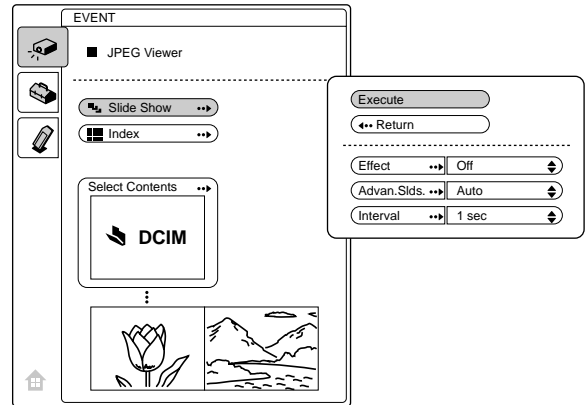 EVENT
JPEG Viewer
Slide Show
Index
Select Contents
DCIM
Execute
Return
Effect Off
Advan.Slds. Auto
Interval 1 sec